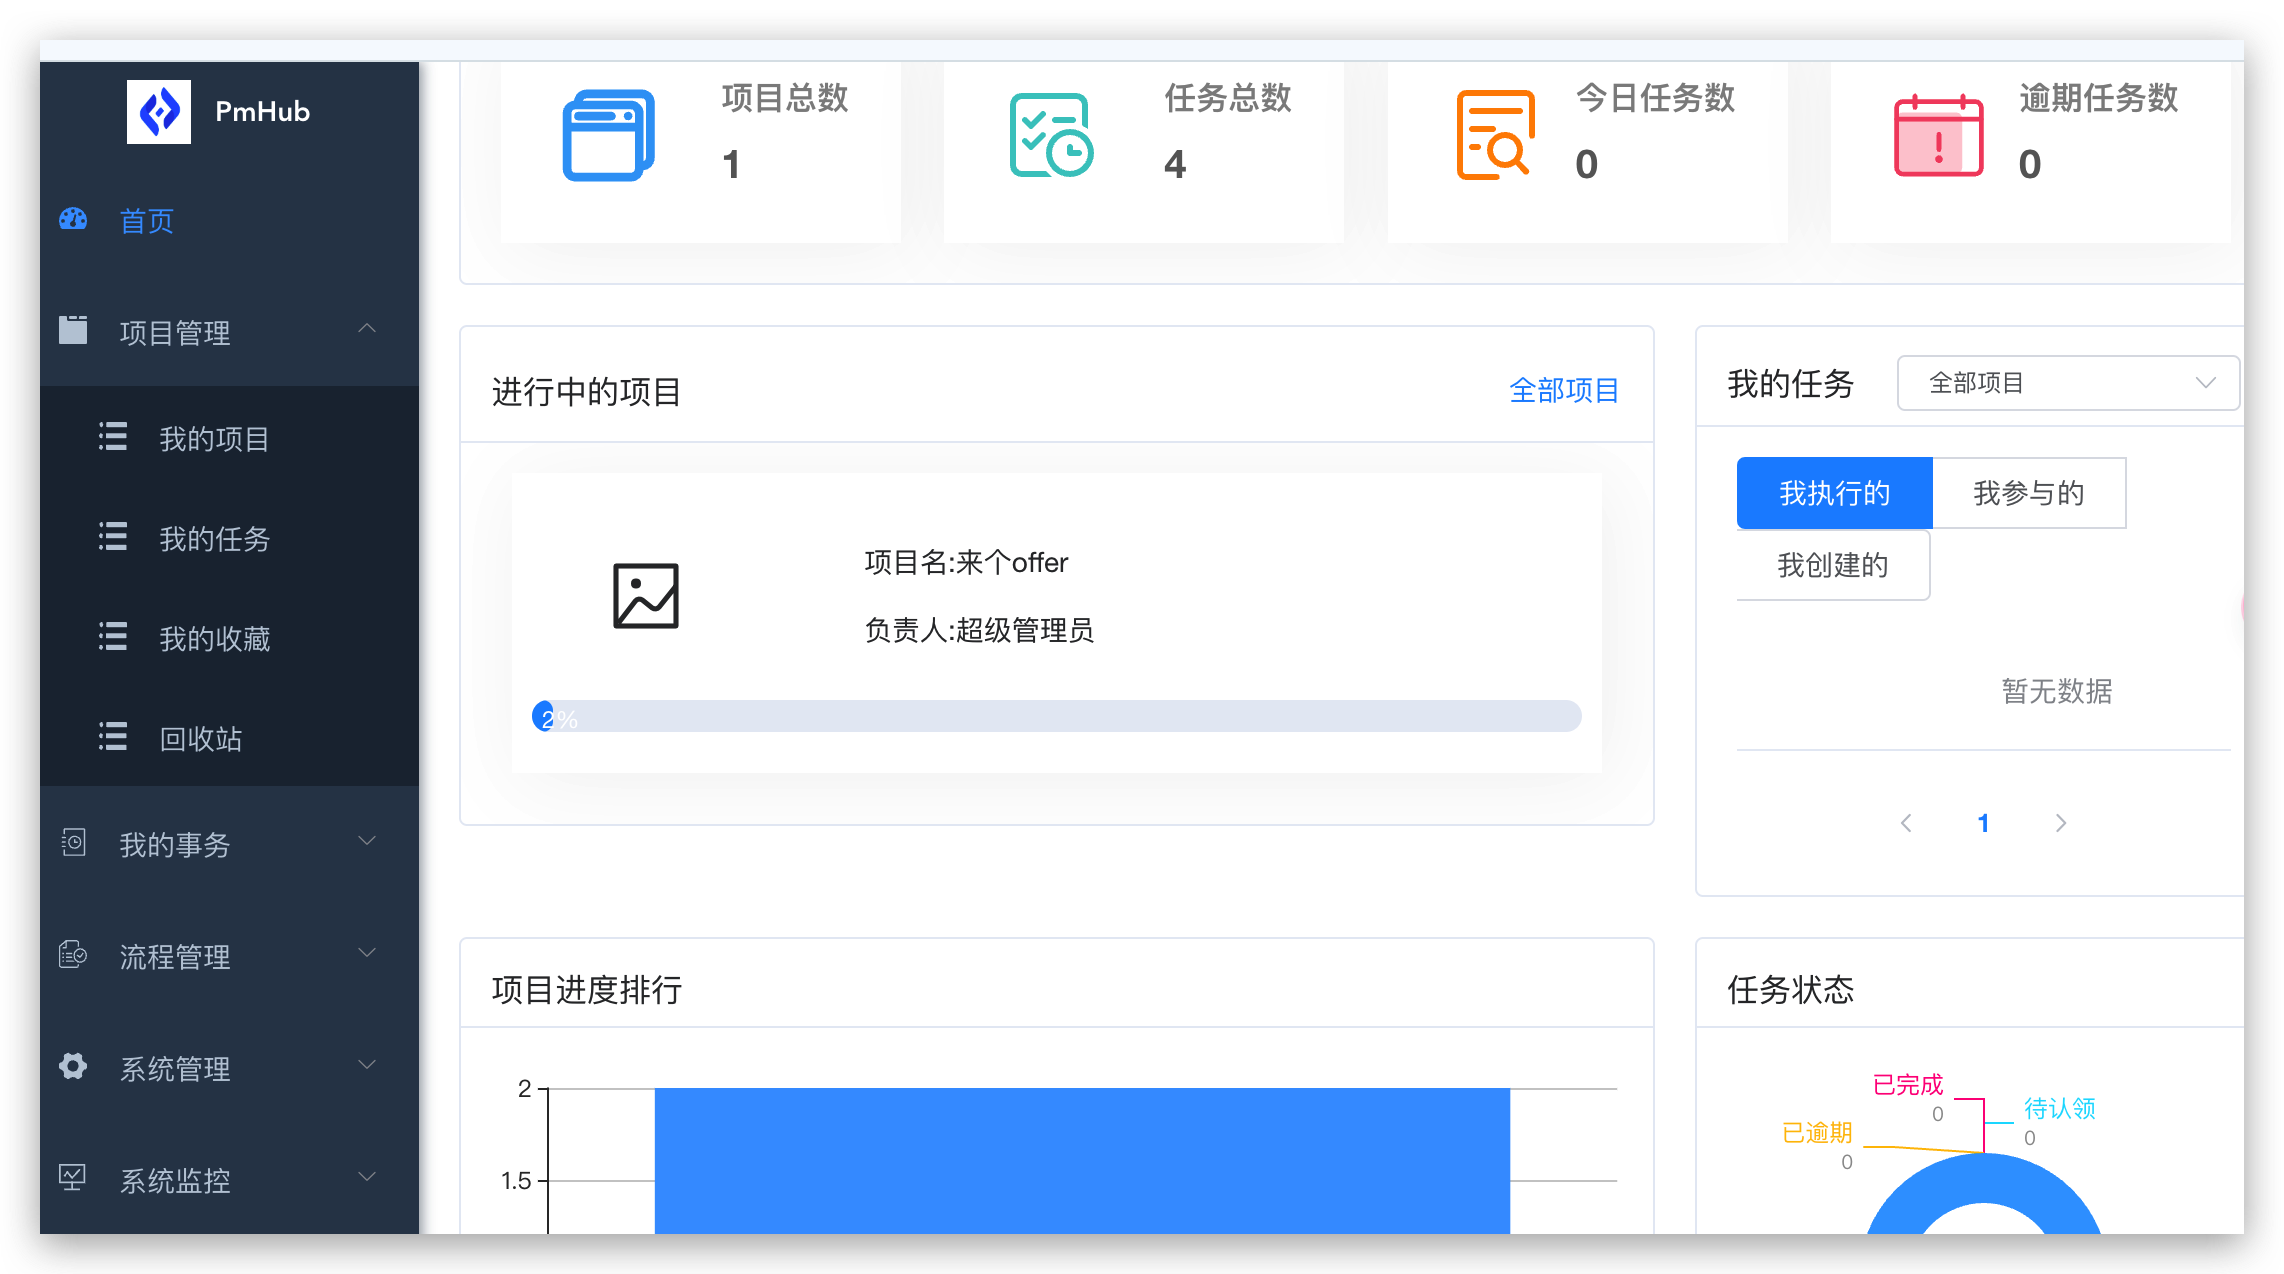 PmHub
首页
项目管理
我的项目
我的任务
我的收藏
回收站
我的事务
流程管理
系统管理
系统监控
项目总数
1
任务总数
4
今日任务数
0
逾期任务数
0
进行中的项目
全部项目
项目名:来个offer
负责人:超级管理员
2%
我的任务
全部项目
我执行的
我参与的
我创建的
暂无数据
1
项目进度排行
2
1.5
任务状态
已完成
0
待认领
0
已逾期
0